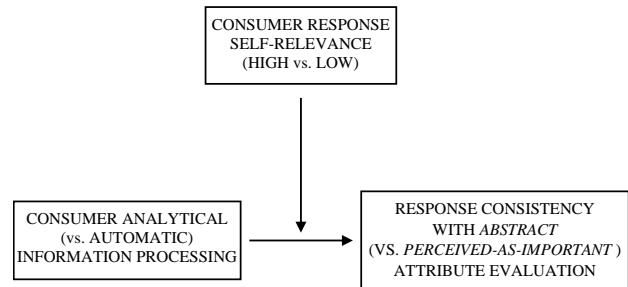 CONSUMER RESPONSE
SELF-RELEVANCE
(HIGH vs. LOW)
CONSUMER ANALYTICAL
(vs. AUTOMATIC)
INFORMATION PROCESSING
RESPONSE CONSISTENCY
WITH ABSTRACT
(VS. PERCEIVED-AS-IMPORTANT )
ATTRIBUTE EVALUATION